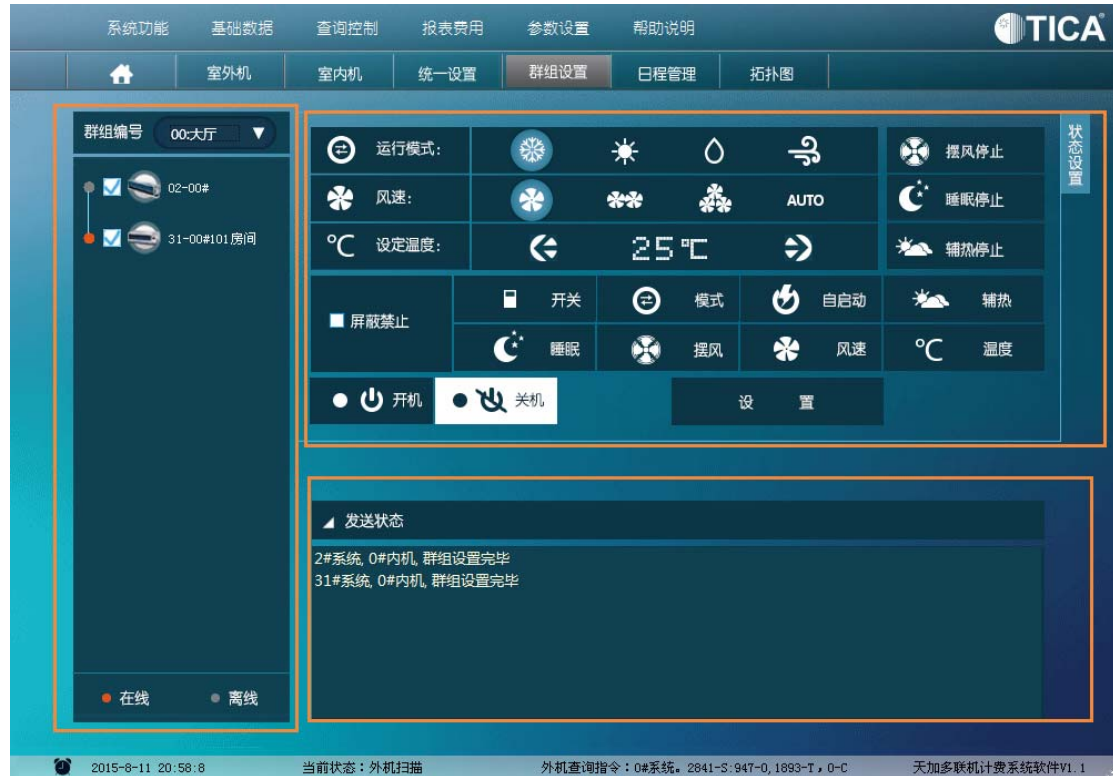 系统功能 基础数据 查询控制 报表费用 参数设置 帮助说明 TICA
室外机 室内机 统一设置 群组设置 日程管理 拓扑图
群组编号 00:大厅
02-00#
31-00#101房间
在线 离线
运行模式: 摆风停止
风速: AUTO 睡眠停止
℃ 设定温度: 25℃ 辅热停止
屏蔽禁止 开关 模式 自启动 辅热
睡眠 摆风 风速 ℃ 温度
开机 关机 设 置
状态设置
发送状态
2#系统, 0#内机, 群组设置完毕
31#系统, 0#内机, 群组设置完毕
2015-8-11 20:58:8 当前状态：外机扫描 外机查询指令：0#系统。2841-S:947-0,1893-T，0-C 天加多联机计费系统软件V1.1